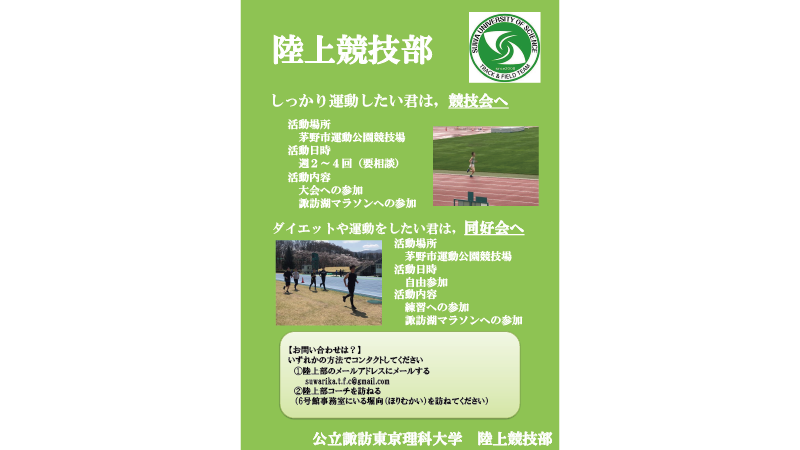 陸上競技部
SUWA UNIVERSITY OF SCIENCE
TRACK & FIELD TEAM
しっかり運動したい君は，競技会へ
活動場所
茅野市運動公園競技場
活動日時
週２～４回（要相談）
活動内容
大会への参加
諏訪湖マラソンへの参加
ダイエットや運動をしたい君は，同好会へ
活動場所
茅野市運動公園競技場
活動日時
自由参加
活動内容
練習への参加
諏訪湖マラソンへの参加
【お問い合わせは？】
いずれかの方法でコンタクトしてください
①陸上部のメールアドレスにメールする
suwarika.t.f.c@gmail.com
②陸上部コーチを訪ねる
（6号館事務室にいる堀向（ほりむかい）を訪ねてください）
公立諏訪東京理科大学　陸上競技部